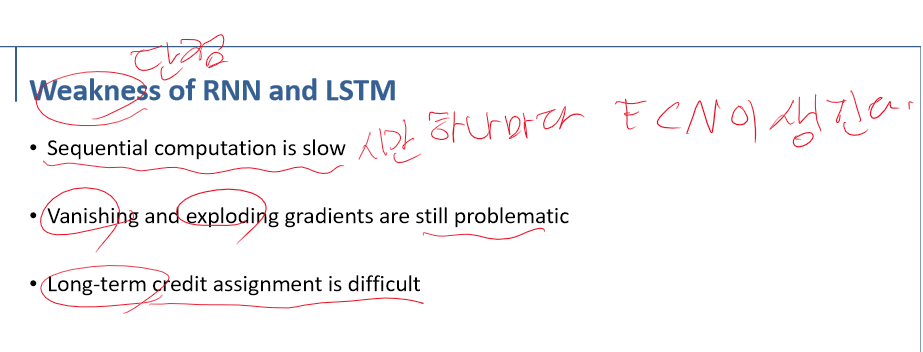 단점
Weakness of RNN and LSTM
• Sequential computation is slow 시간 하나마다 FCN이 생긴다.
• Vanishing and exploding gradients are still problematic
• Long-term credit assignment is difficult